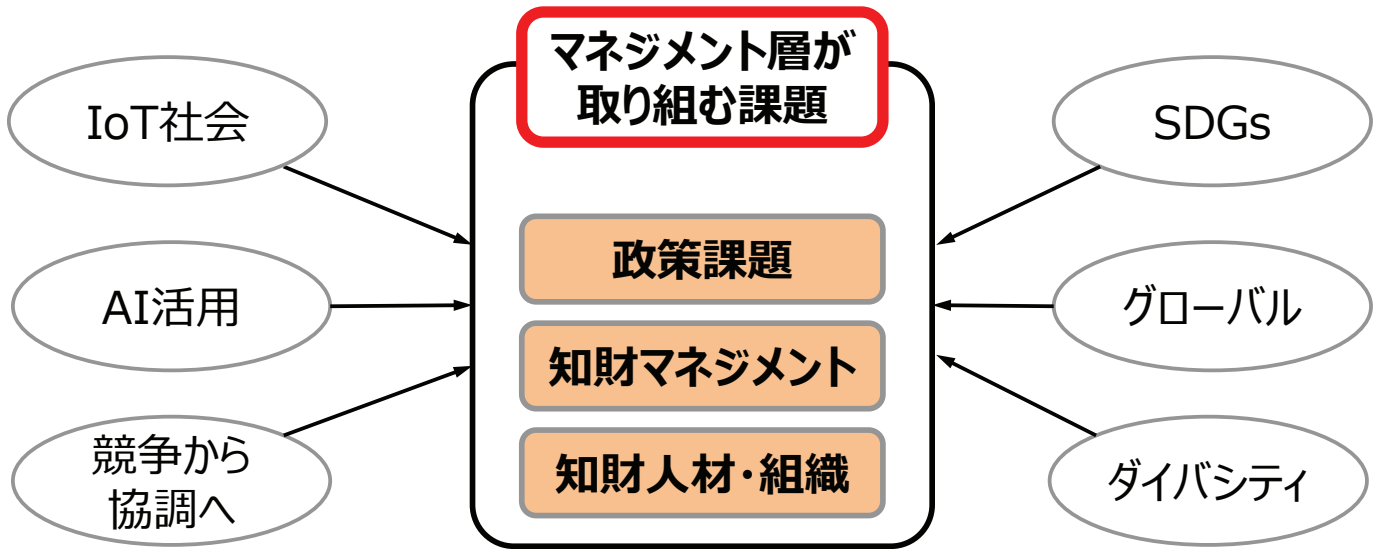 マネジメント層が
取り組む課題
IoT社会
AI活用
競争から
協調へ
政策課題
知財マネジメント
知財人材・組織
SDGs
グローバル
ダイバシティ